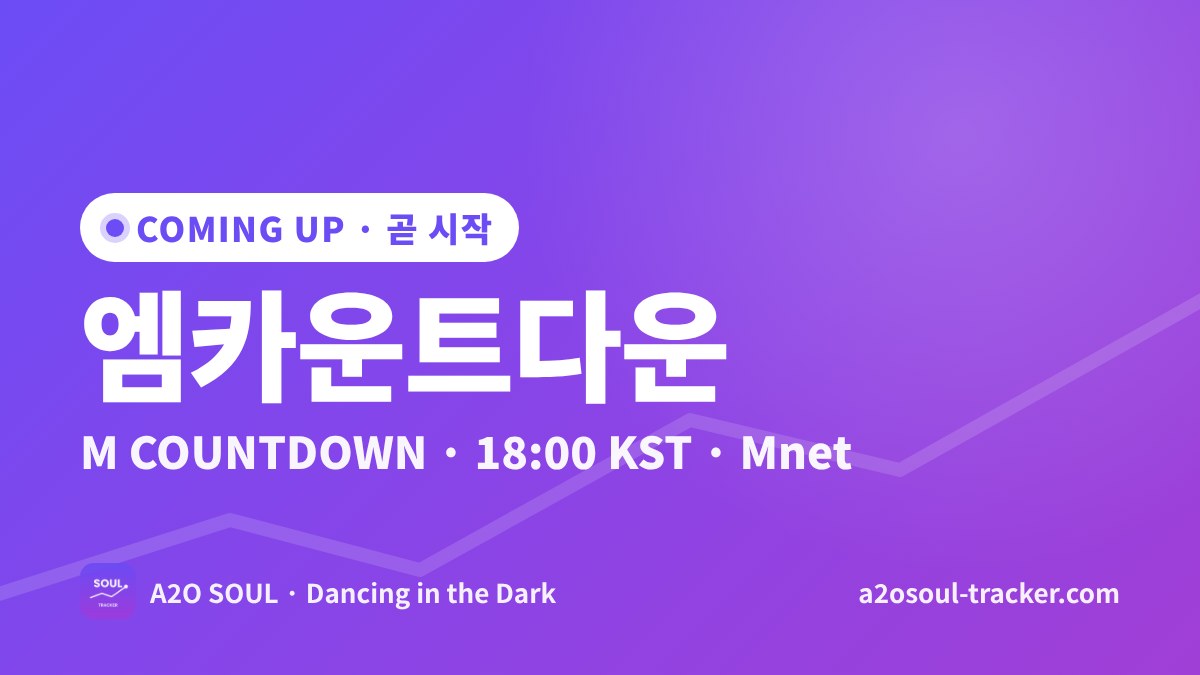 COMING UP · 곧 시작
엠카운트다운
M COUNTDOWN · 18:00 KST · Mnet
SOUL
TRACKER
A2O SOUL · Dancing in the Dark
a2osoul-tracker.com